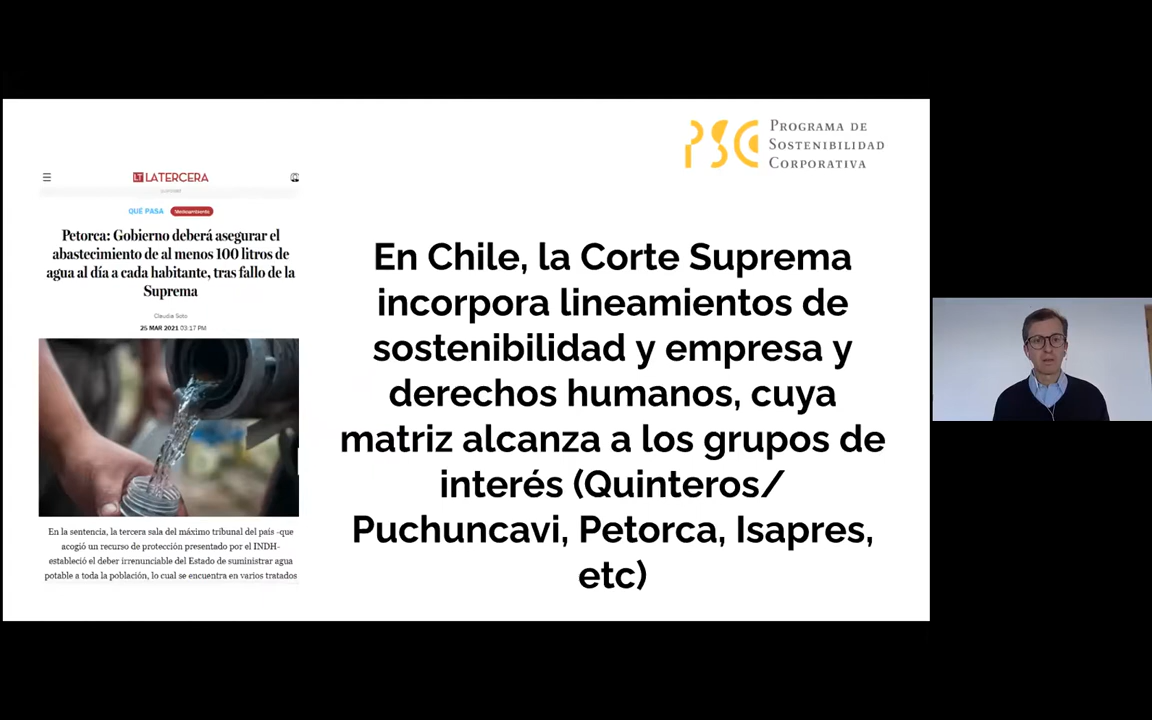 PROGRAMA DE
SOSTENIBILIDAD
CORPORATIVA
LT LATERCERA
QUÉ PASA Medioambiente
Petorca: Gobierno deberá asegurar el
abastecimiento de al menos 100 litros de
agua al día a cada habitante, tras fallo de la
Suprema
Claudia Soto
25 MAR 2021 03:17 PM
En la sentencia, la tercera sala del máximo tribunal del país -que
acogió un recurso de protección presentado por el INDH-
estableció el deber irrenunciable del Estado de suministrar agua
potable a toda la población, lo cual se encuentra en varios tratados
En Chile, la Corte Suprema
incorpora lineamientos de
sostenibilidad y empresa y
derechos humanos, cuya
matriz alcanza a los grupos de
interés (Quinteros/
Puchuncavi, Petorca, Isapres,
etc)